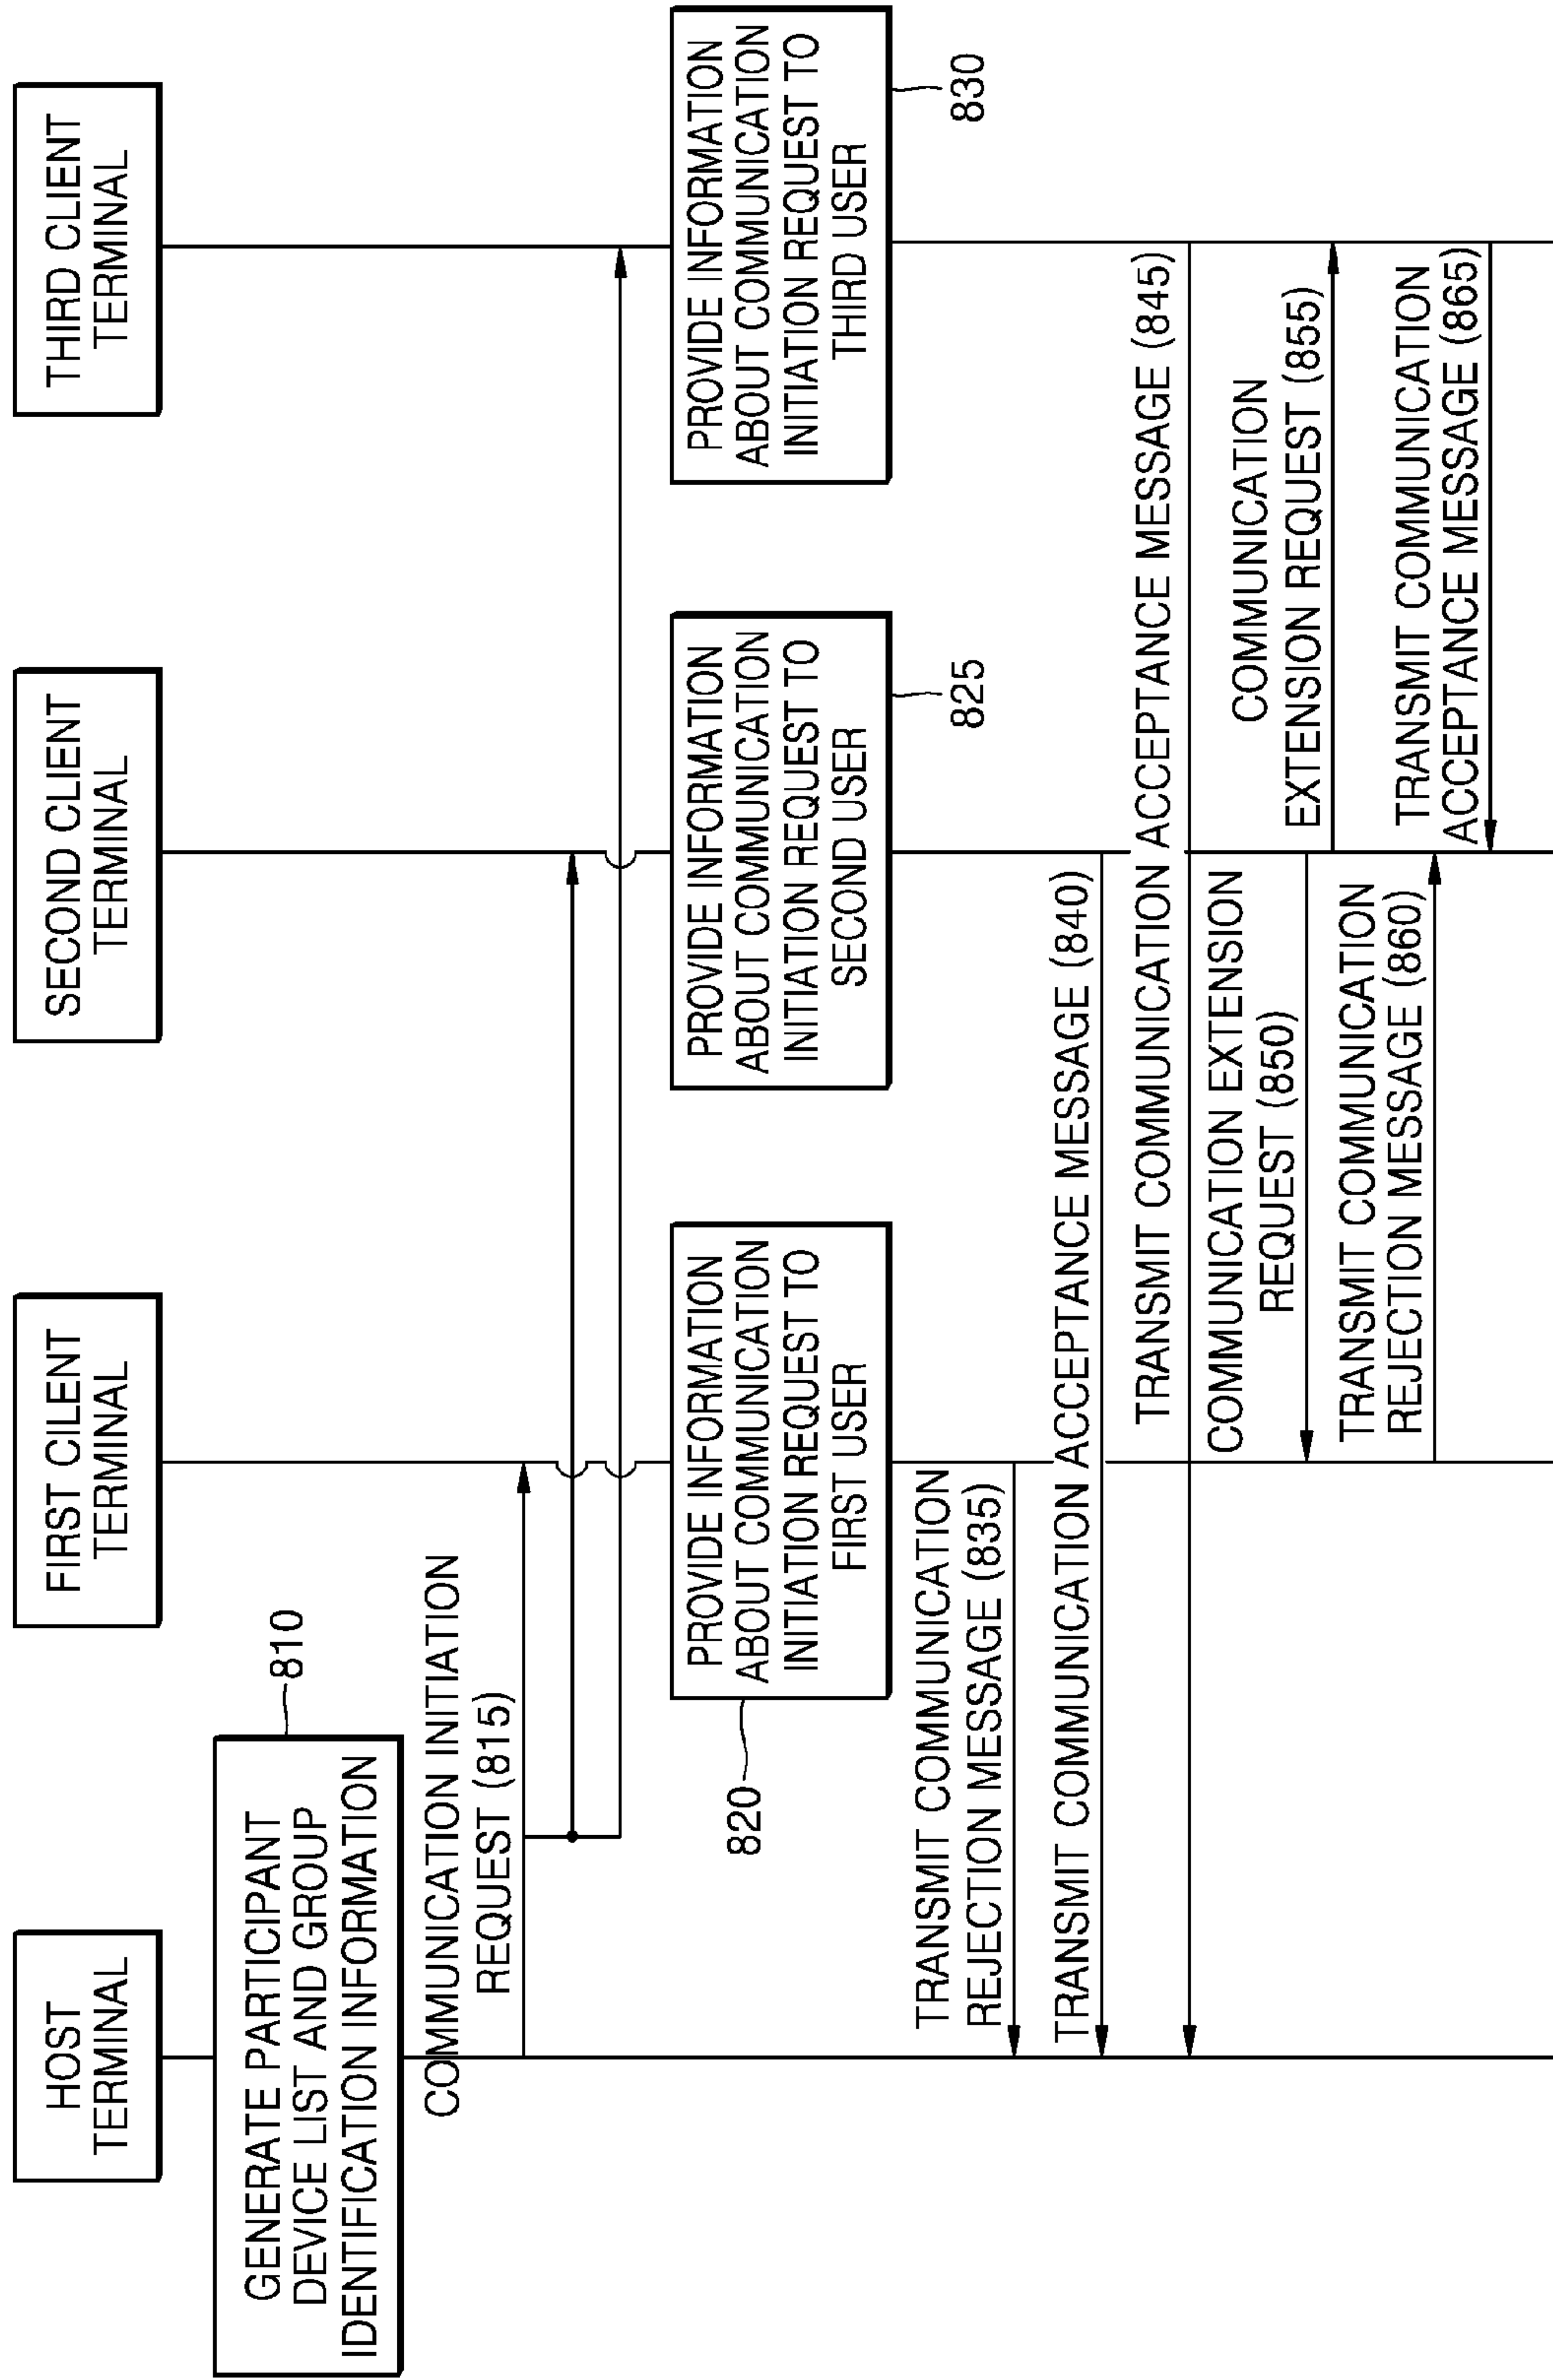 HOST
TERMINAL
FIRST CILENT
TERMINAL
SECOND CLIENT
TERMINAL
THIRD CLIENT
TERMINAL
GENERATE PARTICIPANT
DEVICE LIST AND GROUP
IDENTIFICATION INFORMATION
810
COMMUNICATION INITIATION
REQUEST (815)
PROVIDE INFORMATION
ABOUT COMMUNICATION
INITIATION REQUEST TO
FIRST USER
820
PROVIDE INFORMATION
ABOUT COMMUNICATION
INITIATION REQUEST TO
SECOND USER
825
PROVIDE INFORMATION
ABOUT COMMUNICATION
INITIATION REQUEST TO
THIRD USER
830
TRANSMIT COMMUNICATION
REJECTION MESSAGE (835)
TRANSMIT COMMUNICATION ACCEPTANCE MESSAGE (840)
TRANSMIT COMMUNICATION ACCEPTANCE MESSAGE (845)
COMMUNICATION EXTENSION
REQUEST (850)
COMMUNICATION
EXTENSION REQUEST (855)
TRANSMIT COMMUNICATION
REJECTION MESSAGE (860)
TRANSMIT COMMUNICATION
ACCEPTANCE MESSAGE (865)